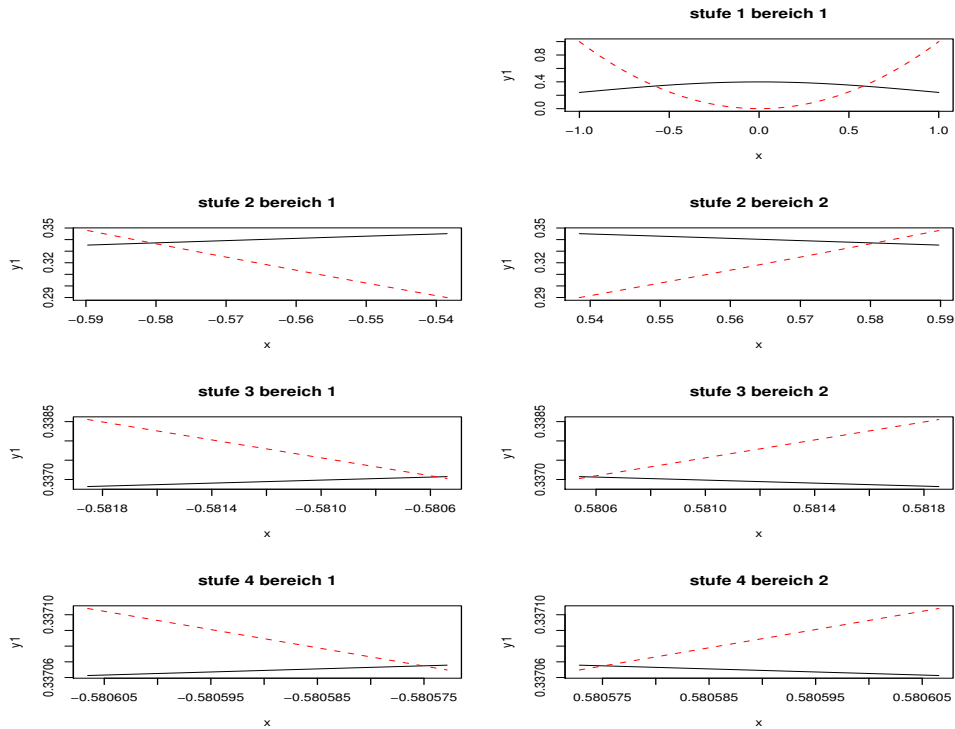 stufe 1 bereich 1
y1
0.0 0.4 0.8
−1.0 −0.5 0.0 0.5 1.0
x
stufe 2 bereich 1
y1
0.29 0.32 0.35
−0.59 −0.58 −0.57 −0.56 −0.55 −0.54
x
stufe 2 bereich 2
y1
0.29 0.32 0.35
0.54 0.55 0.56 0.57 0.58 0.59
x
stufe 3 bereich 1
y1
0.3370 0.3385
−0.5818 −0.5814 −0.5810 −0.5806
x
stufe 3 bereich 2
y1
0.3370 0.3385
0.5806 0.5810 0.5814 0.5818
x
stufe 4 bereich 1
y1
0.33706 0.33710
−0.580605 −0.580595 −0.580585 −0.580575
x
stufe 4 bereich 2
y1
0.33706 0.33710
0.580575 0.580585 0.580595 0.580605
x